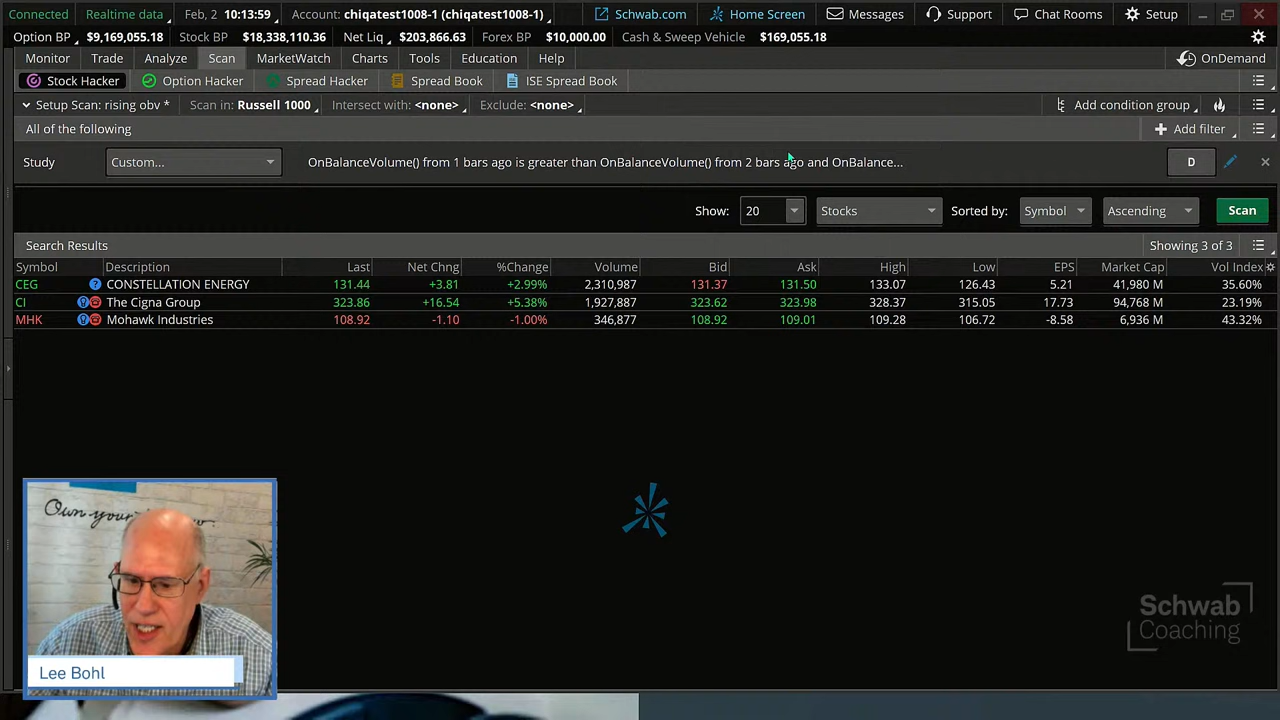 Connected Realtime data Feb, 2 10:13:59 Account: chiqatest1008-1 (chiqatest1008-1) Schwab.com Home Screen Messages Support Chat Rooms Setup
Option BP $9,169,055.18 Stock BP $18,338,110.36 Net Liq $203,866.63 Forex BP $10,000.00 Cash & Sweep Vehicle $169,055.18
Monitor Trade Analyze Scan MarketWatch Charts Tools Education Help OnDemand
Stock Hacker Option Hacker Spread Hacker Spread Book ISE Spread Book
Setup Scan: rising obv * Scan in: Russell 1000 Intersect with: <none> Exclude: <none> Add condition group
All of the following Add filter
Study Custom... OnBalanceVolume() from 1 bars ago is greater than OnBalanceVolume() from 2 bars ago and OnBalance... D
Show: 20 Stocks Sorted by: Symbol Ascending Scan
Search Results Showing 3 of 3
Symbol Description Last Net Chng %Change Volume Bid Ask High Low EPS Market Cap Vol Index
CEG ? CONSTELLATION ENERGY 131.44 +3.81 +2.99% 2,310,987 131.37 131.50 133.07 126.43 5.21 41,980 M 35.60%
CI The Cigna Group 323.86 +16.54 +5.38% 1,927,887 323.62 323.98 328.37 315.05 17.73 94,768 M 23.19%
MHK Mohawk Industries 108.92 -1.10 -1.00% 346,877 108.92 109.01 109.28 106.72 -8.58 6,936 M 43.32%
Own your
Lee Bohl
Schwab
Coaching